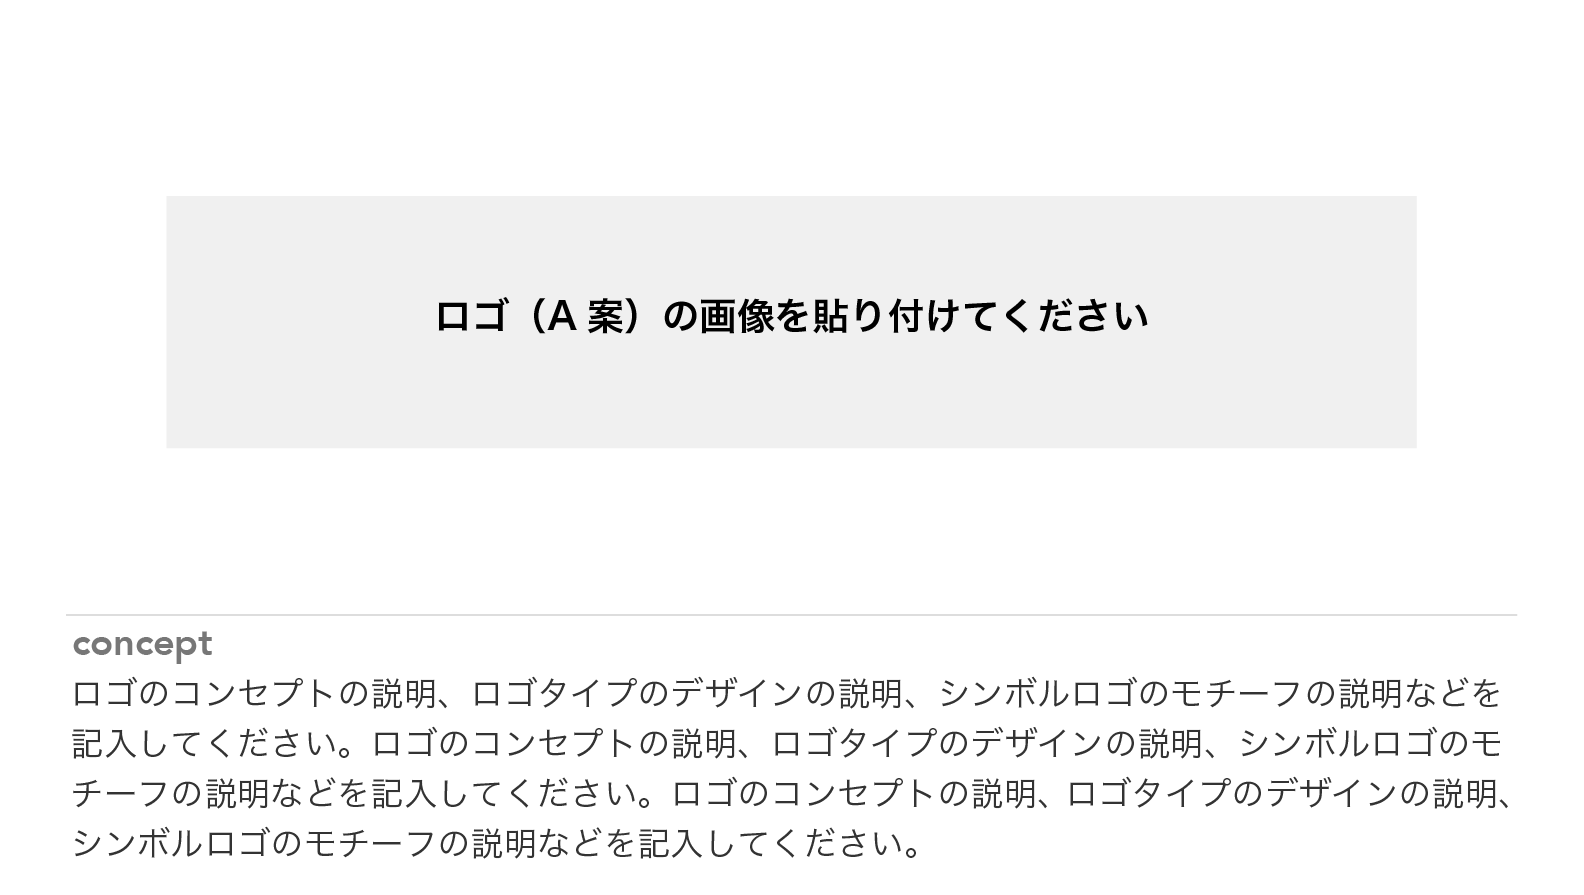 ロゴ（A 案）の画像を貼り付けてください
concept
ロゴのコンセプトの説明、ロゴタイプのデザインの説明、シンボルロゴのモチーフの説明などを
記入してください。ロゴのコンセプトの説明、ロゴタイプのデザインの説明、シンボルロゴのモ
チーフの説明などを記入してください。ロゴのコンセプトの説明、ロゴタイプのデザインの説明、
シンボルロゴのモチーフの説明などを記入してください。